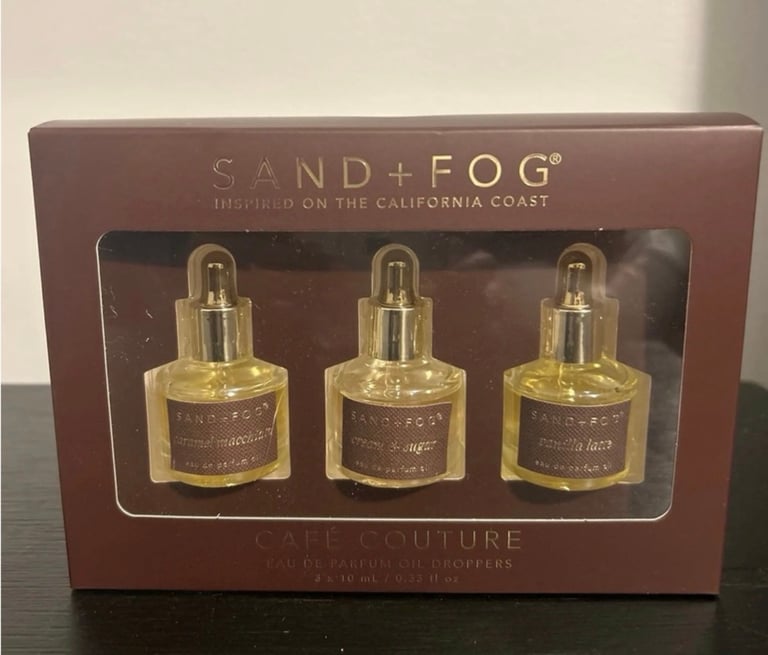 SAND+FOG®
INSPIRED ON THE CALIFORNIA COAST
SAND+FOG®
caramel macchiato
eau de parfum oil
SAND+FOG®
cream & sugar
eau de parfum oil
SAND+FOG®
vanilla latte
eau de parfum oil
CAFÉ COUTURE
EAU DE PARFUM OIL DROPPERS
3 x 10 mL / 0.33 fl oz